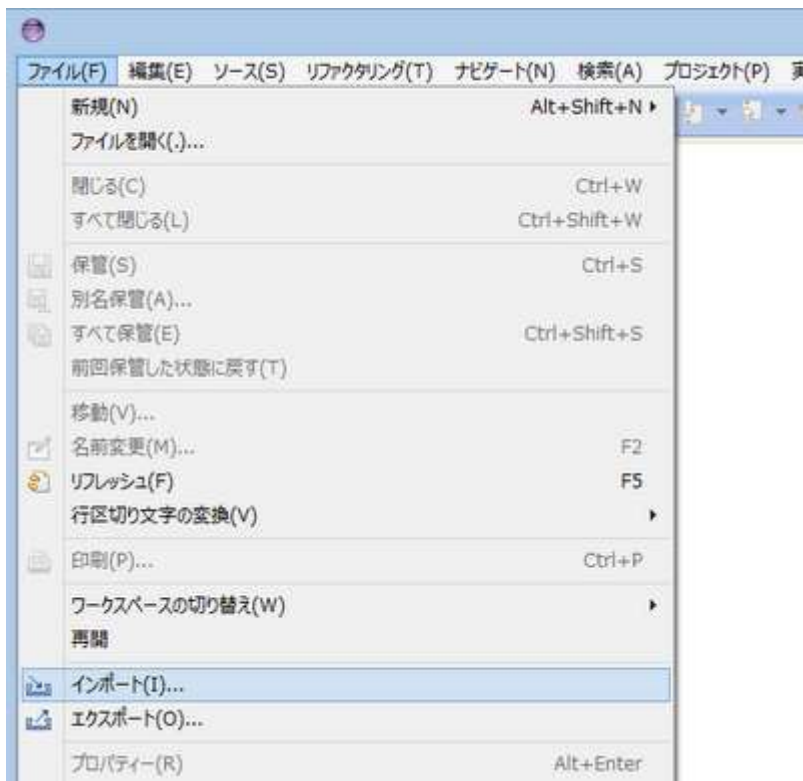 ファイル(F) 編集(E) ソース(S) リファクタリング(T) ナビゲート(N) 検索(A) プロジェクト(P)
新規(N) Alt+Shift+N
ファイルを開く(.)...
閉じる(C) Ctrl+W
すべて閉じる(L) Ctrl+Shift+W
保管(S) Ctrl+S
別名保管(A)...
すべて保管(E) Ctrl+Shift+S
前回保管した状態に戻す(T)
移動(V)...
名前変更(M)... F2
リフレッシュ(F) F5
行区切り文字の変換(V)
印刷(P)... Ctrl+P
ワークスペースの切り替え(W)
再開
インポート(I)...
エクスポート(O)...
プロパティー(R) Alt+Enter